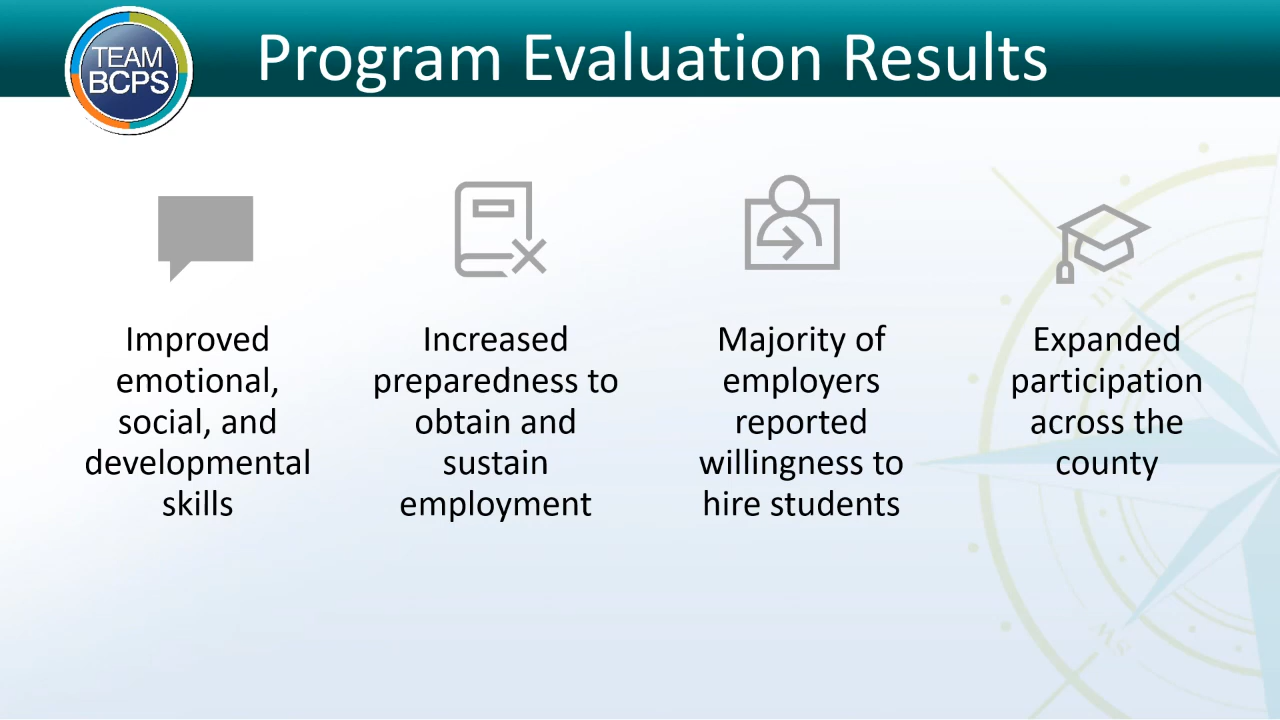 TEAM
BCPS
Program Evaluation Results
Improved
emotional,
social, and
developmental
skills
Increased
preparedness to
obtain and
sustain
employment
Majority of
employers
reported
willingness to
hire students
Expanded
participation
across the
county